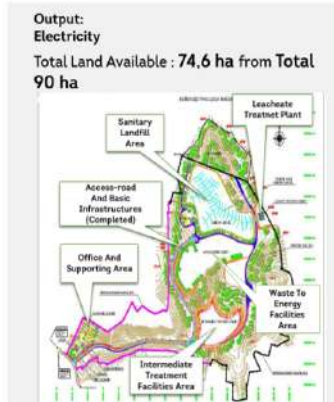 Output:
Electricity
Total Land Available : 74,6 ha from Total
90 ha
Leacheate
Treatnet Plant
Sanitary
Landfill
Area
Access-road
And Basic
Infrastructures
(Completed)
Office And
Supporting Area
Waste To
Energy
Facilities
Area
Intermediate
Treatment
Facilities Area